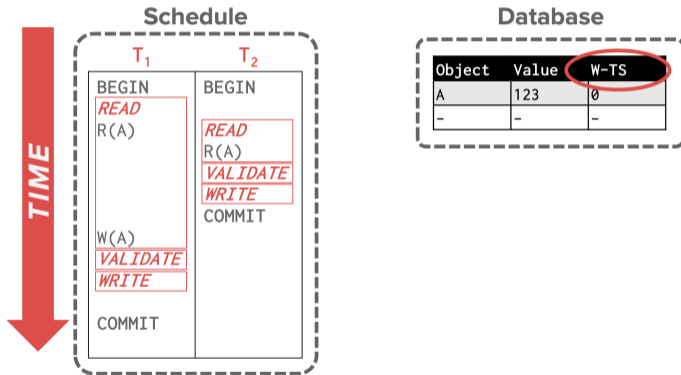 Schedule
Database
TIME
T1 T2
BEGIN BEGIN
READ
R(A) READ
R(A)
VALIDATE
WRITE
COMMIT
W(A)
VALIDATE
WRITE
COMMIT
Object Value W-TS
A 123 0
– – –